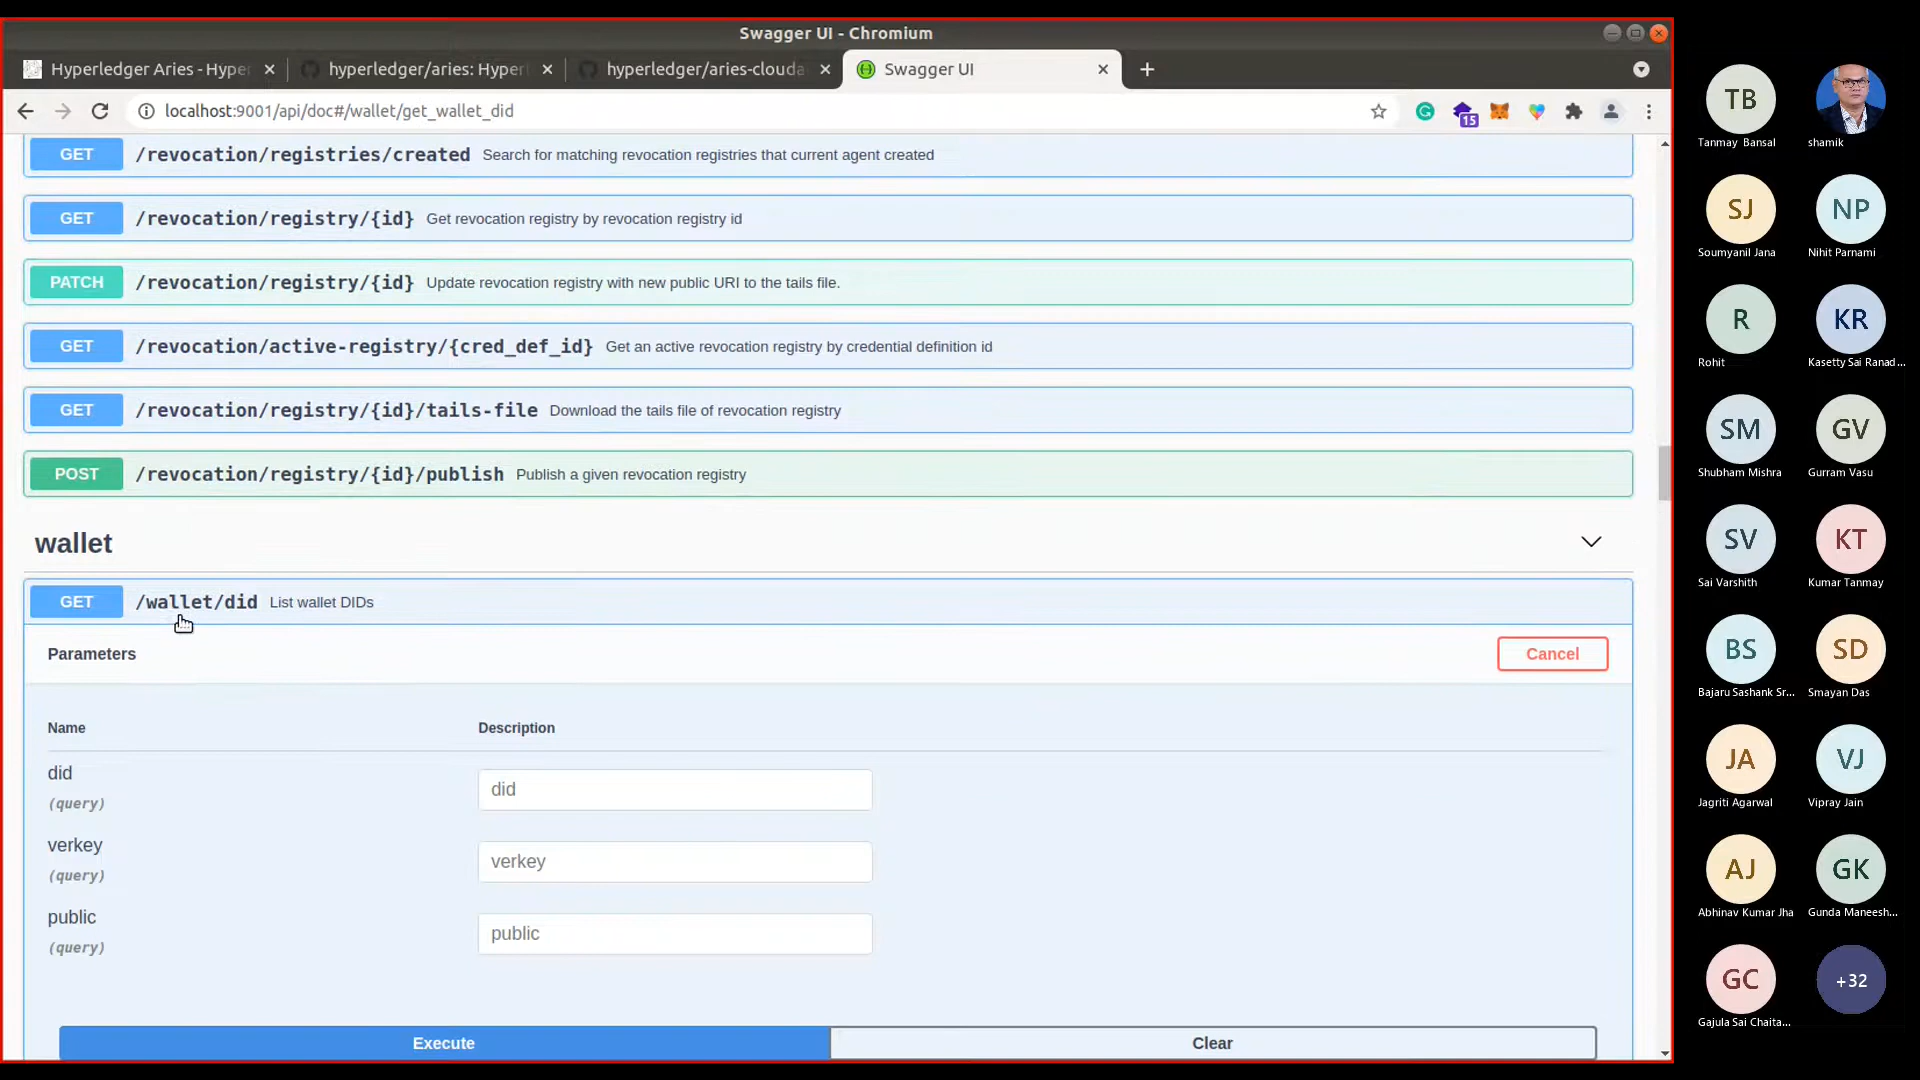 Swagger UI - Chromium
Hyperledger Aries - Hyper
hyperledger/aries: Hyperl
hyperledger/aries-clouda
Swagger UI
localhost:9001/api/doc#/wallet/get_wallet_did
15
GET /revocation/registries/created Search for matching revocation registries that current agent created
GET /revocation/registry/{id} Get revocation registry by revocation registry id
PATCH /revocation/registry/{id} Update revocation registry with new public URI to the tails file.
GET /revocation/active-registry/{cred_def_id} Get an active revocation registry by credential definition id
GET /revocation/registry/{id}/tails-file Download the tails file of revocation registry
POST /revocation/registry/{id}/publish Publish a given revocation registry
wallet
GET /wallet/did List wallet DIDs
Parameters
Cancel
Name Description
did
(query)
did
verkey
(query)
verkey
public
(query)
public
Execute
Clear
TB
Tanmay Bansal
shamik
SJ
Soumyanil Jana
NP
Nihit Parnami
R
Rohit
KR
Kasetty Sai Ranad...
SM
Shubham Mishra
GV
Gurram Vasu
SV
Sai Varshith
KT
Kumar Tanmay
BS
Bajaru Sashank Sr...
SD
Smayan Das
JA
Jagriti Agarwal
VJ
Vipray Jain
AJ
Abhinav Kumar Jha
GK
Gunda Maneesh...
GC
Gajula Sai Chaita...
+32